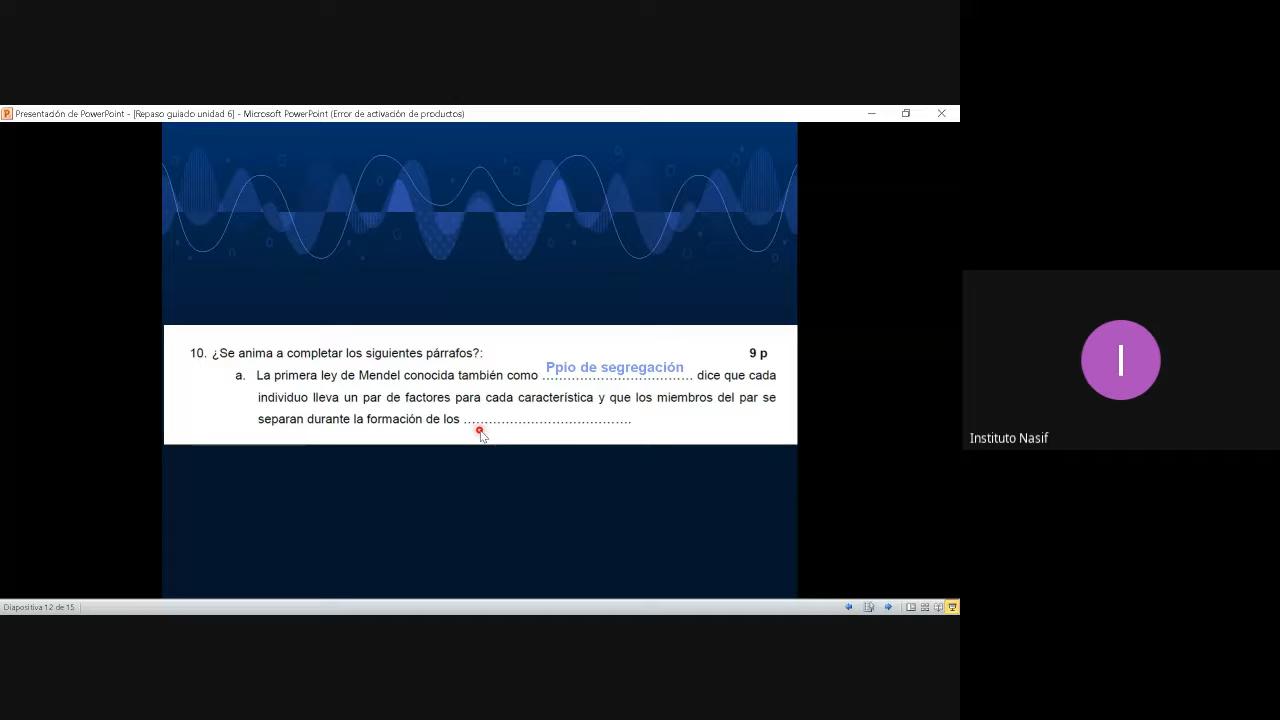 Presentación de PowerPoint - [Repaso guiado unidad 6] - Microsoft PowerPoint (Error de activación de productos)
10. ¿Se anima a completar los siguientes párrafos?: 9 p
Ppio de segregación
a. La primera ley de Mendel conocida también como ........................................ dice que cada
individuo lleva un par de factores para cada característica y que los miembros del par se
separan durante la formación de los ........................................
I
Instituto Nasif
Diapositiva 12 de 15